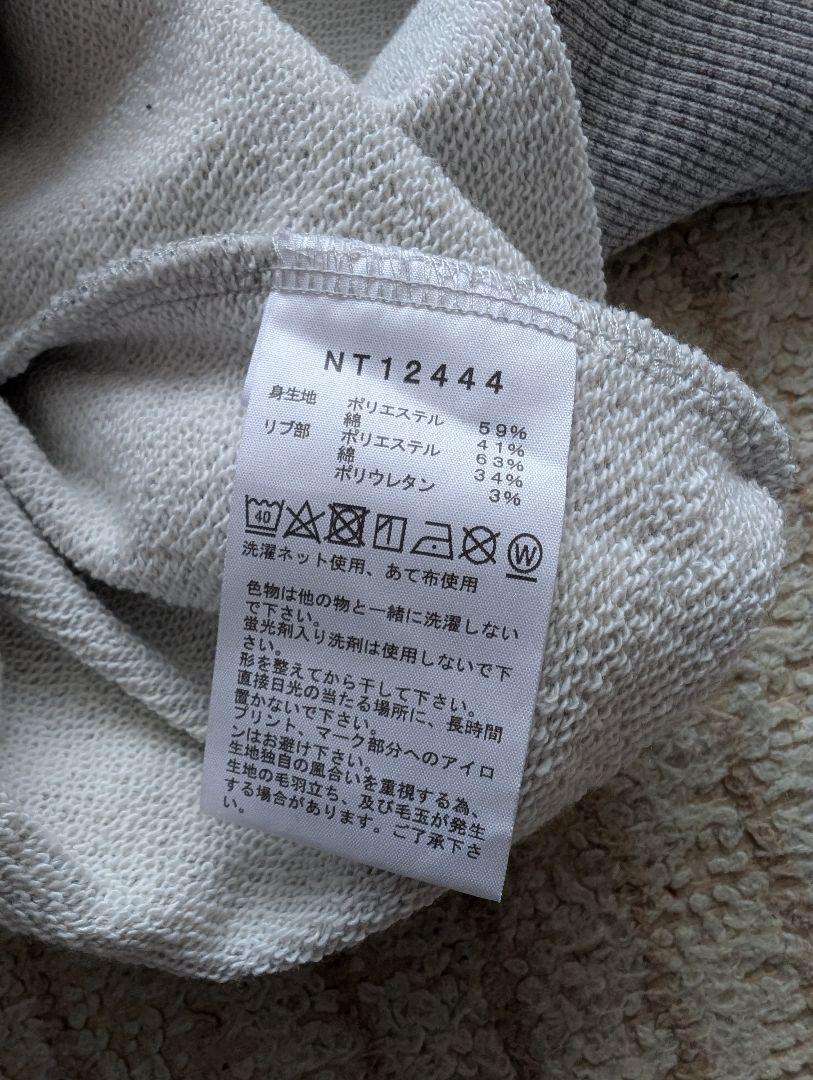 NT12444
身生地 ポリエステル 59%
綿 41%
リブ部 ポリエステル 63%
綿 34%
ポリウレタン 3%
40 W
洗濯ネット使用、あて布使用
色物は他の物と一緒に洗濯しない
で下さい。
蛍光剤入り洗剤は使用しないで下
さい。
形を整えてから干して下さい。
直接日光の当たる場所に、長時間
置かないで下さい。
プリント、マーク部分へのアイロ
ンはお避け下さい。
生地独自の風合いを重視する為、
生地の毛羽立ち、及び毛玉が発生
する場合があります。ご了承下さ
い。